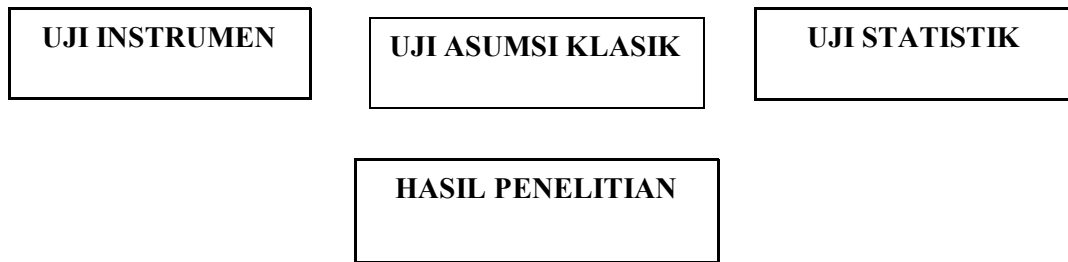 UJI INSTRUMEN
UJI ASUMSI KLASIK
UJI STATISTIK
HASIL PENELITIAN